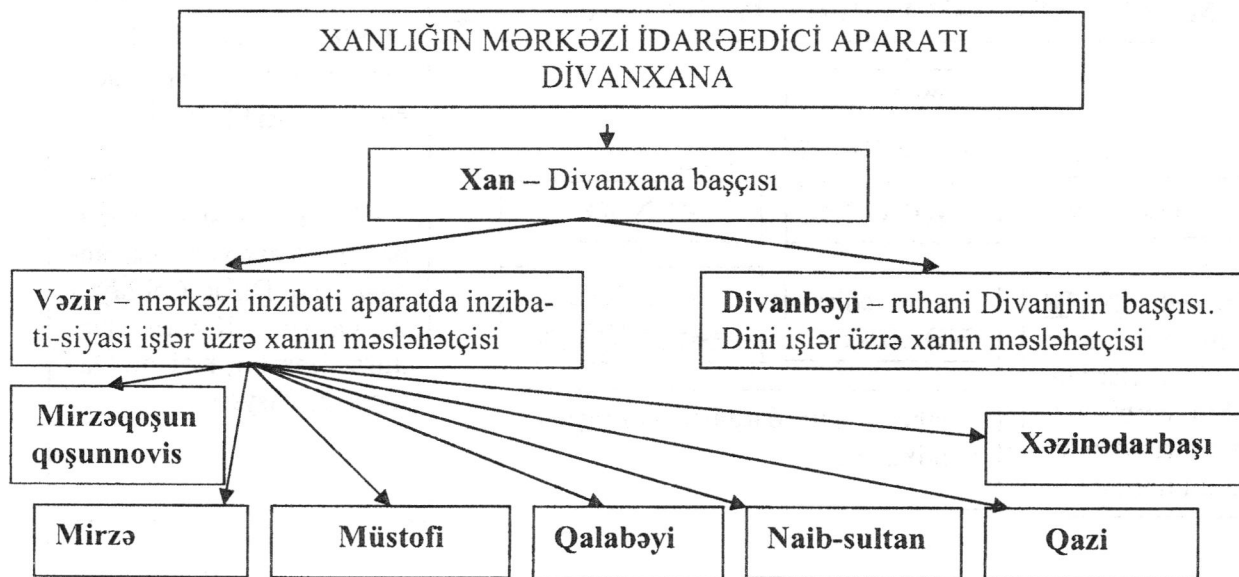 XANLIĞIN MƏRKƏZİ İDARƏEDİCİ APARATI
DİVANXANA
Xan – Divanxana başçısı
Vəzir – mərkəzi inzibati aparatda inziba-
ti-siyasi işlər üzrə xanın məsləhətçisi
Divanbəyi – ruhani Divaninin başçısı.
Dini işlər üzrə xanın məsləhətçisi
Mirzəqoşun
qoşunnovis
Xəzinədarbaşı
Mirzə
Müstofi
Qalabəyi
Naib-sultan
Qazi